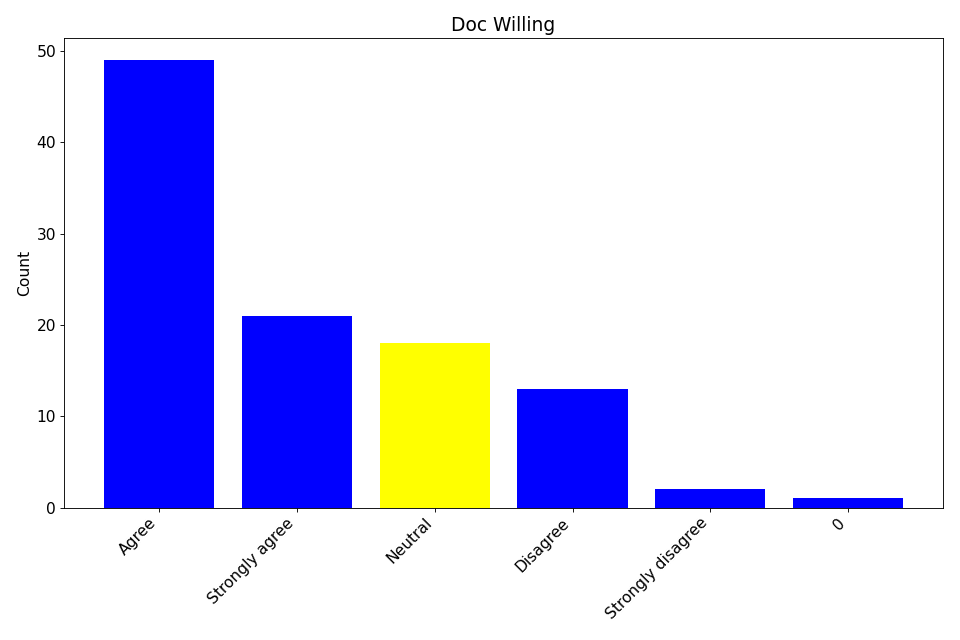 Doc Willing
Count
50
40
30
20
10
0
Agree
Strongly agree
Neutral
Disagree
Strongly disagree
0